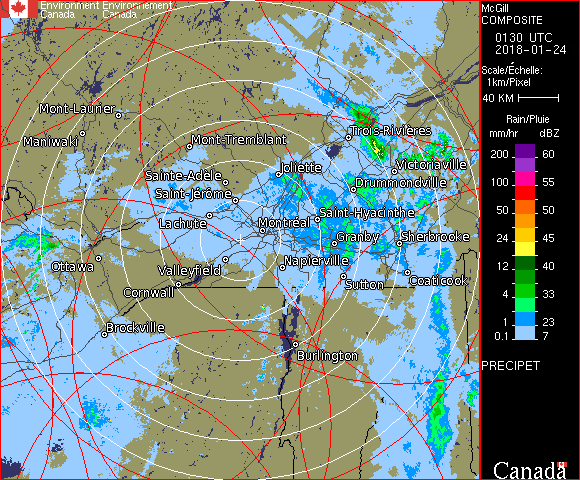 Environment Environnement
Canada Canada
McGill
COMPOSITE
0130 UTC
2018-01-24
Scale/Échelle:
1km/Pixel
40 KM
Rain/Pluie
mm/hr dBZ
200 60
100 55
50 50
24 45
12 40
8 33
4 33
1 23
0.1 7
PRECIPET
Canada
Mont-Laurier
Maniwaki
Mont-Tremblant
Trois-Rivières
Victoriaville
Joliette
Sainte-Adele
Drummondville
Saint-Jérôme
Saint-Hyacinthe
Lachute
Montréal
Granby
Sherbrooke
Ottawa
Valleyfield
Napierville
Sutton
Coaticook
Cornwall
Brockville
Burlington